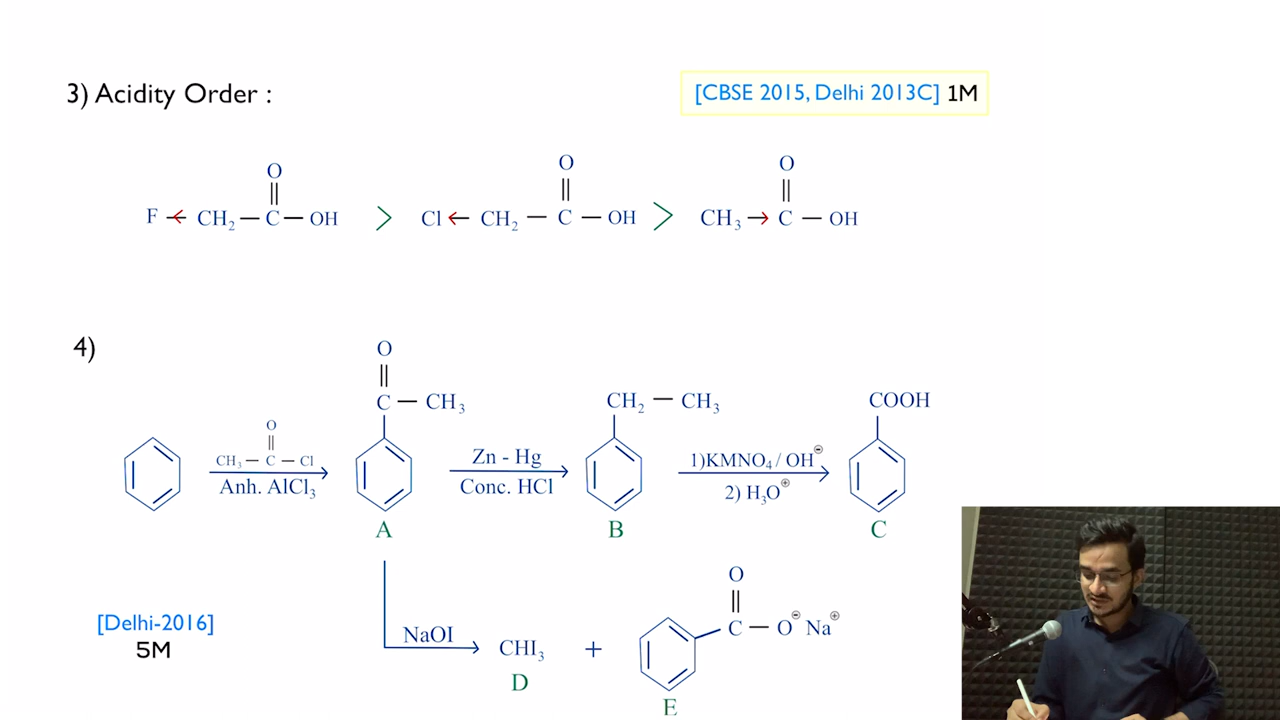 3) Acidity Order :
[CBSE 2015, Delhi 2013C] 1M
O O O
F CH₂ — C — OH > Cl CH₂ — C — OH > CH₃ C — OH
4)
O
C — CH₃
CH₂ — CH₃
COOH
O
CH₃ — C — Cl
Anh. AlCl₃
Zn - Hg
Conc. HCl
1)KMNO₄ / OH⊖
2) H₃O⊕
A B C
[Delhi-2016]
5M
NaOI
CHI₃ +
O
C — O⊖ Na⊕
D E